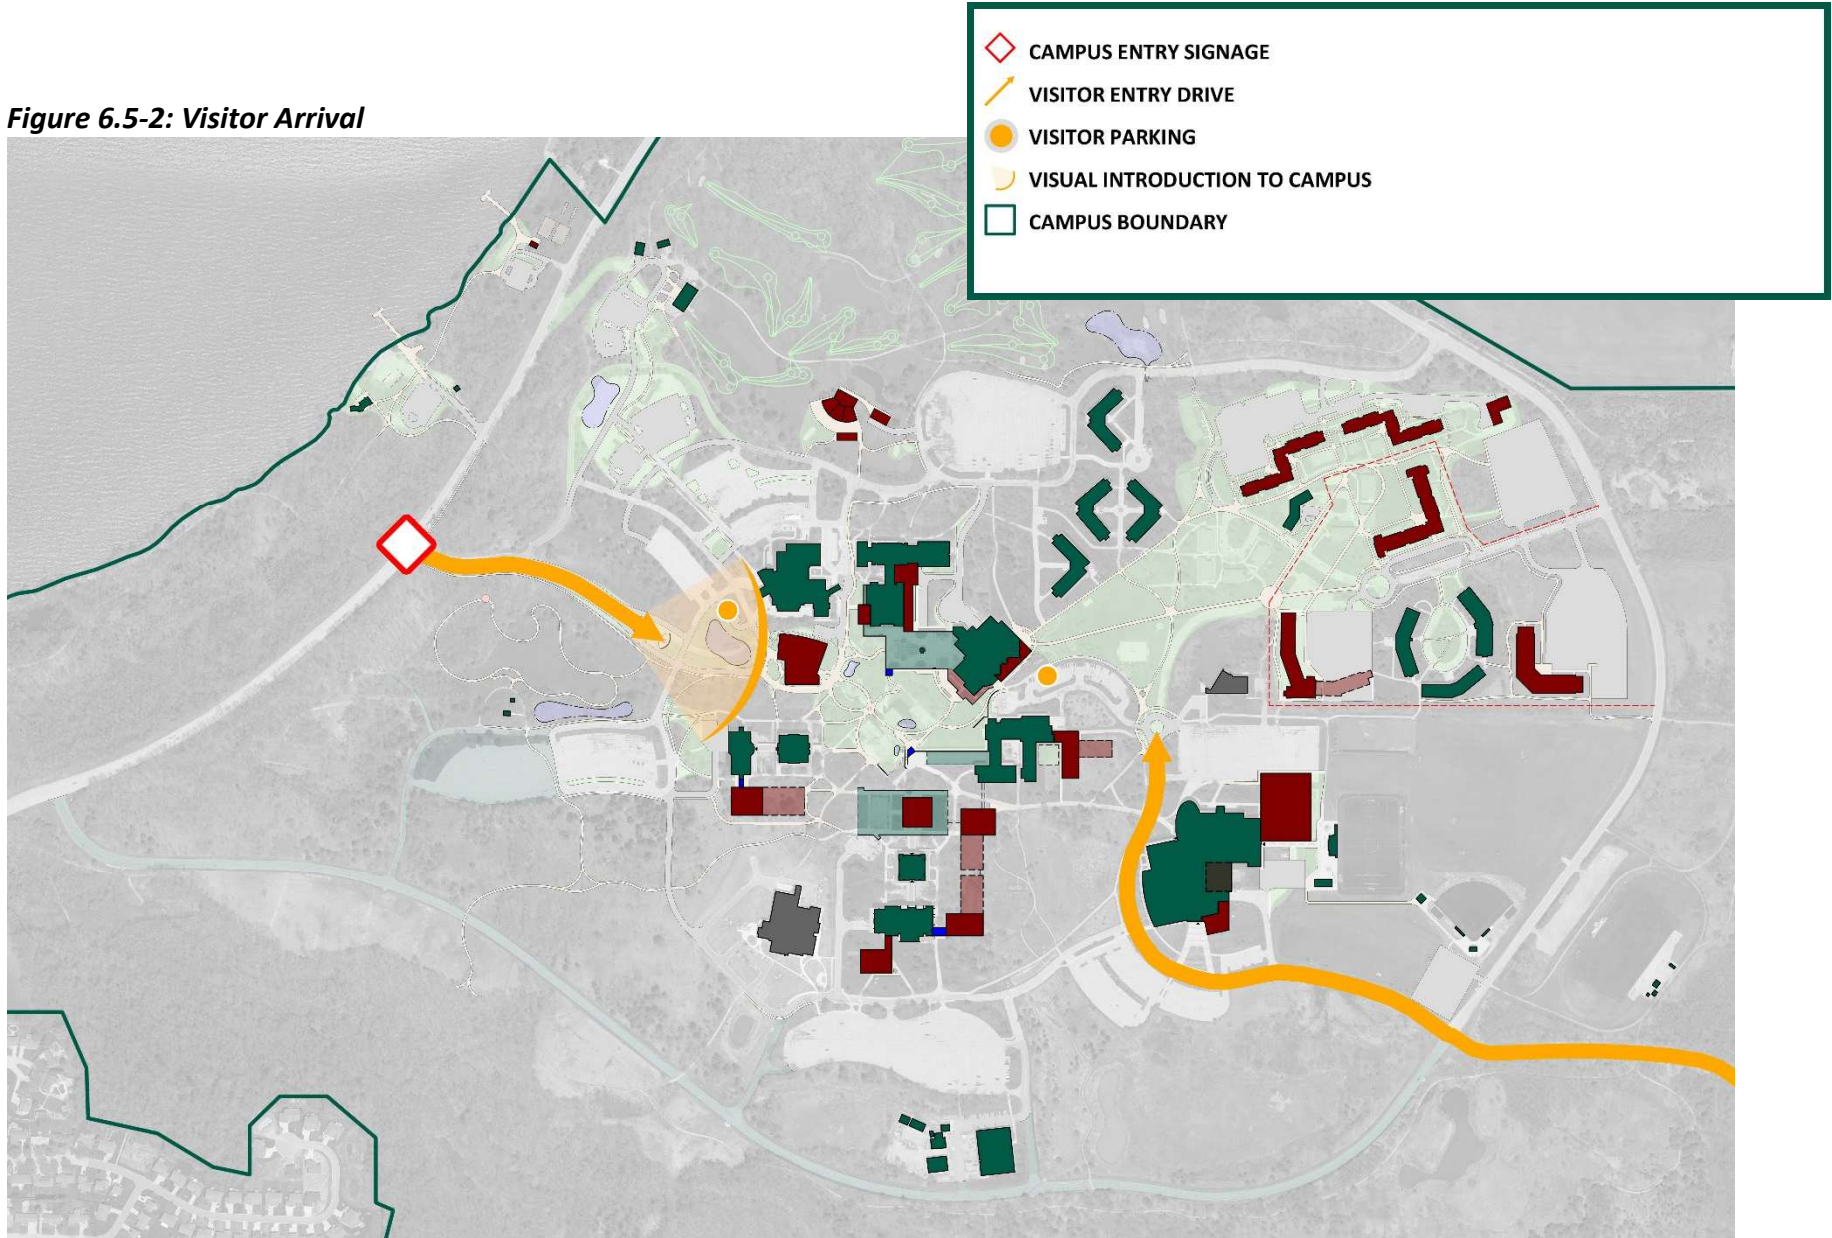 CAMPUS ENTRY SIGNAGE
VISITOR ENTRY DRIVE
Figure 6.5-2: Visitor Arrival
VISITOR PARKING
VISUAL INTRODUCTION TO CAMPUS
CAMPUS BOUNDARY